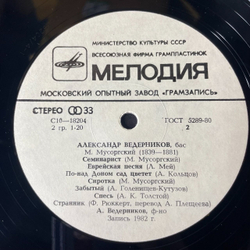 МИНИСТЕРСТВО КУЛЬТУРЫ СССР
ВСЕСОЮЗНАЯ ФИРМА ГРАМПЛАСТИНОК
МЕЛОДИЯ
МОСКОВСКИЙ ОПЫТНЫЙ ЗАВОД «ГРАМЗАПИСЬ»
СТЕРЕО 33
ГОСТ 5289-80
С10—18204
2 гр. 1-20
2
АЛЕКСАНДР ВЕДЕРНИКОВ, бас
М. Мусоргский (1839—1881)
Семинарист (М. Мусоргский)
Еврейская песня (Л. Мей)
По-над Доном сад цветет (А. Кольцов)
Сиротка (М. Мусоргский)
Забытый (А. Голенищев-Кутузов)
Спесь (А. К. Толстой)
Странник (Ф. Рюккерт, перевод А. Плещеева)
А. Ведерников, ф-но
Запись 1982 г.